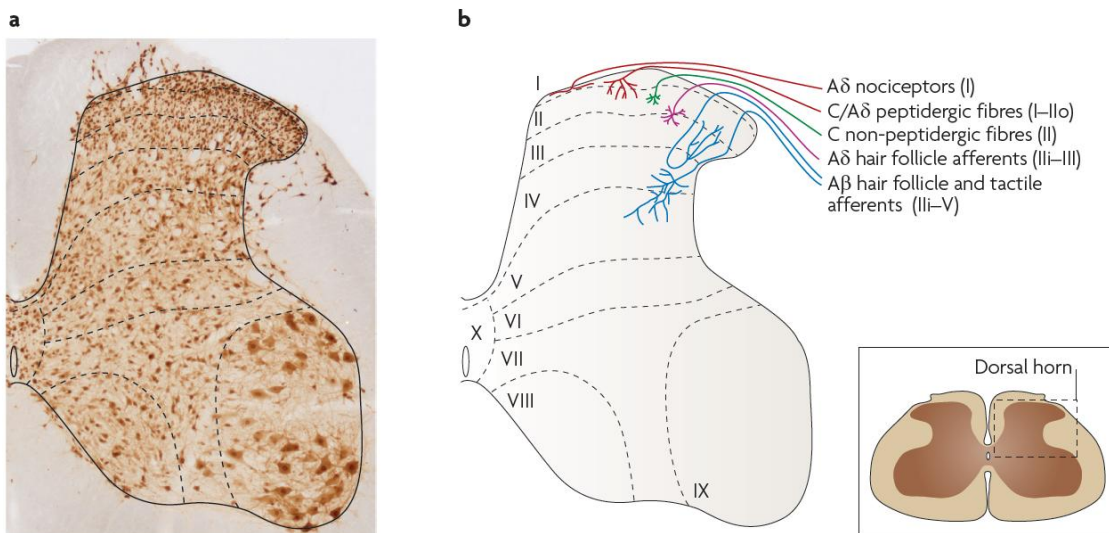 a
b
I
II
III
IV
V
VI
X
VII
VIII
IX
Aδ nociceptors (I)
C/Aδ peptidergic fibres (I–IIo)
C non-peptidergic fibres (II)
Aδ hair follicle afferents (IIi–III)
Aβ hair follicle and tactile
afferents (IIi–V)
Dorsal horn